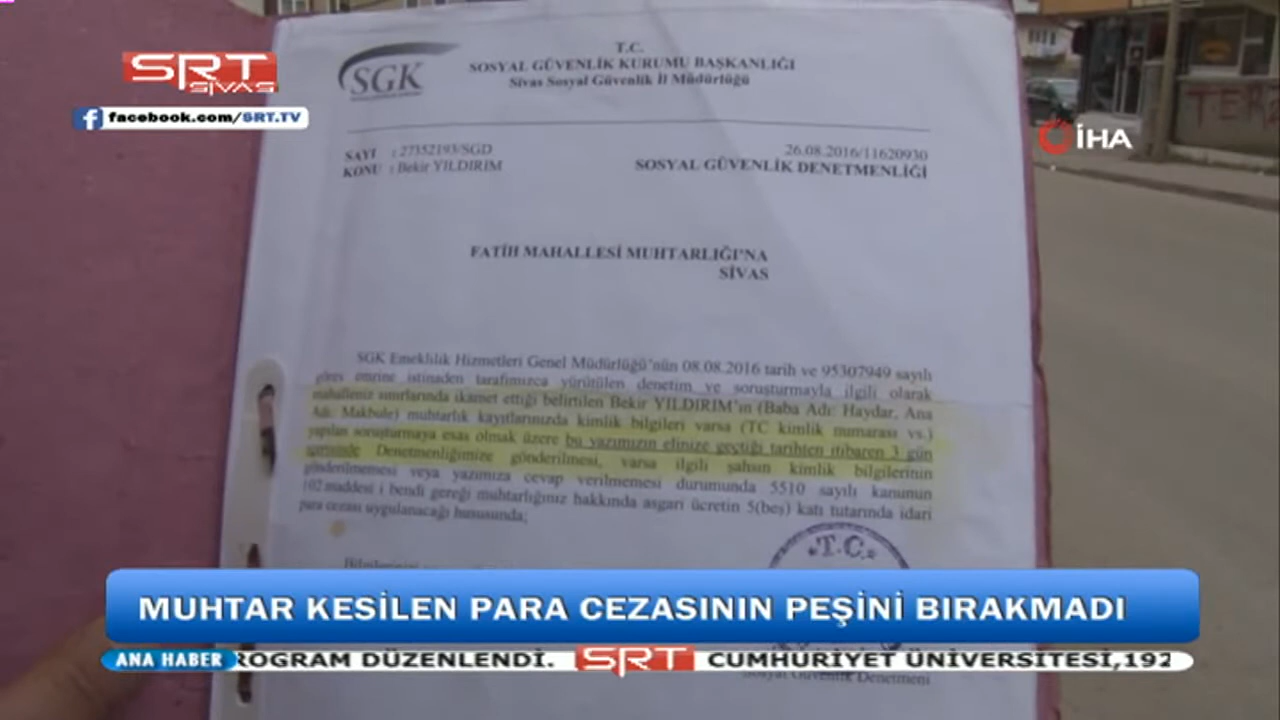 SRT
SİVAS
facebook.com/SRT.TV
İHA
SGK
T.C.
SOSYAL GÜVENLİK KURUMU BAŞKANLIĞI
Sivas Sosyal Güvenlik İl Müdürlüğü
SAYI : 27352193/SGD
26.08.2016/11620930
KONU : Bekir YILDIRIM
SOSYAL GÜVENLİK DENETMENLİĞİ
FATİH MAHALLESİ MUHTARLIĞI'NA
SİVAS
SGK Emeklilik Hizmetleri Genel Müdürlüğü'nün 08.08.2016 tarih ve 95307949 sayılı
görev emrine istinaden tarafımızca yürütülen denetim ve soruşturmayla ilgili olarak
mahalleniz sınırlarında ikamet ettiği belirtilen Bekir YILDIRIM'ın (Baba Adı: Haydar, Ana
Adı: Makbule) muhtarlık kayıtlarınızda kimlik bilgileri varsa (TC kimlik numarası vs.)
yapılan soruşturmaya esas olmak üzere bu yazımızın elinize geçtiği tarihten itibaren 3 gün
içerisinde Denetmenliğimize gönderilmesi, varsa ilgili şahsın kimlik bilgilerinin
gönderilmemesi veya yazımıza cevap verilmemesi durumunda 5510 sayılı kanunun
102.maddesi i bendi gereği muhtarlığınız hakkında asgari ücretin 5(beş) katı tutarında idari
para cezası uygulanacağı hususunda;
T.C.
MUHTAR KESİLEN PARA CEZASININ PEŞİNİ BIRAKMADI
ANA HABER
ROGRAM DÜZENLENDİ. SRT CUMHURİYET ÜNİVERSİTESİ,192
Sosyal Güvenlik Denetmeni